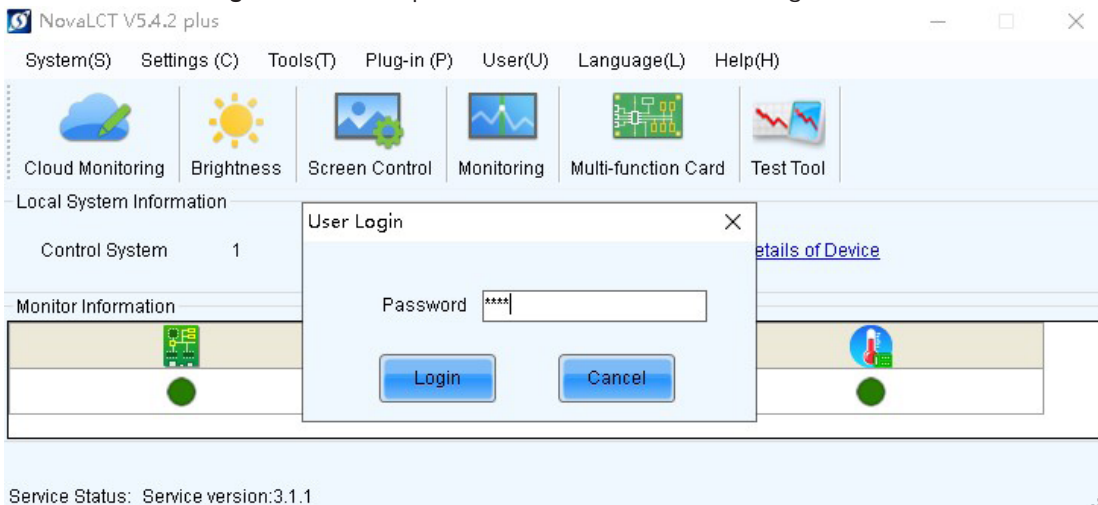 NovaLCT V5.4.2 plus
System(S) Settings (C) Tools(T) Plug-in (P) User(U) Language(L) Help(H)
Cloud Monitoring Brightness Screen Control Monitoring Multi-function Card Test Tool
Local System Information
Control System 1
etails of Device
Monitor Information
User Login
Password ****
Login Cancel
Service Status: Service version:3.1.1